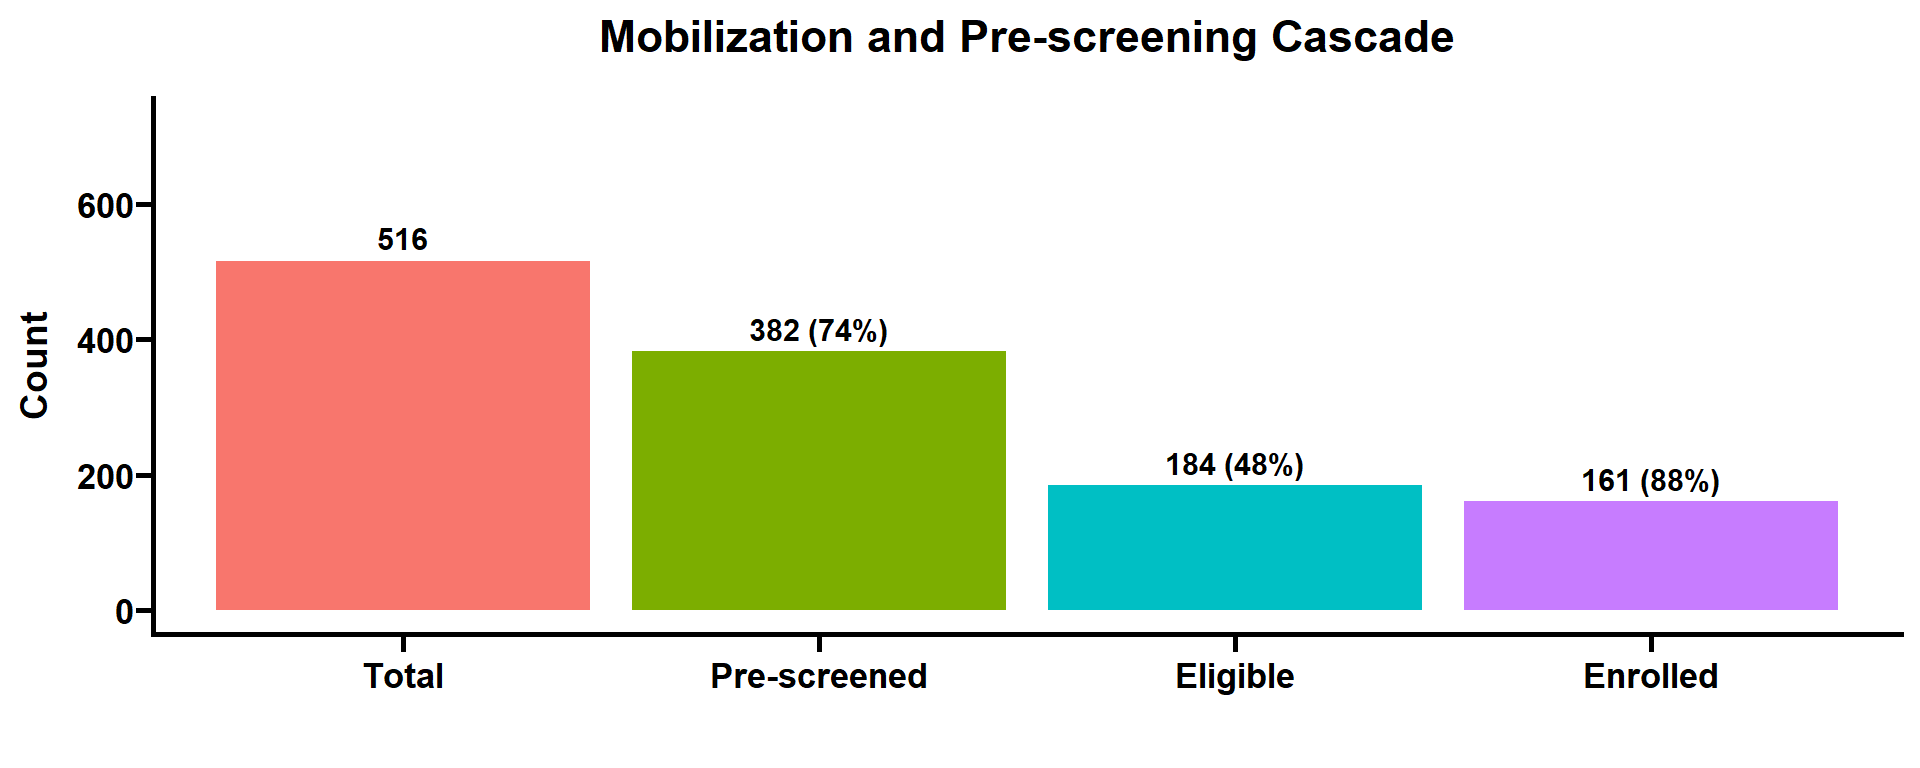 Mobilization and Pre-screening Cascade
Count
600
400
200
0
516
382 (74%)
184 (48%)
161 (88%)
Total
Pre-screened
Eligible
Enrolled